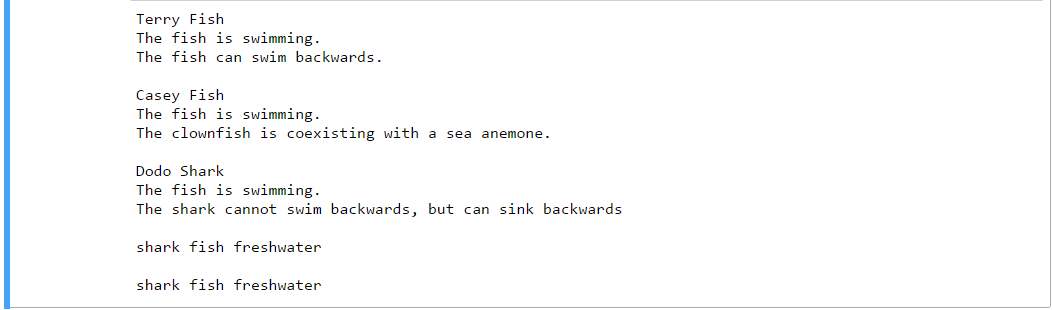 Terry Fish
The fish is swimming.
The fish can swim backwards.
Casey Fish
The fish is swimming.
The clownfish is coexisting with a sea anemone.
Dodo Shark
The fish is swimming.
The shark cannot swim backwards, but can sink backwards
shark fish freshwater
shark fish freshwater